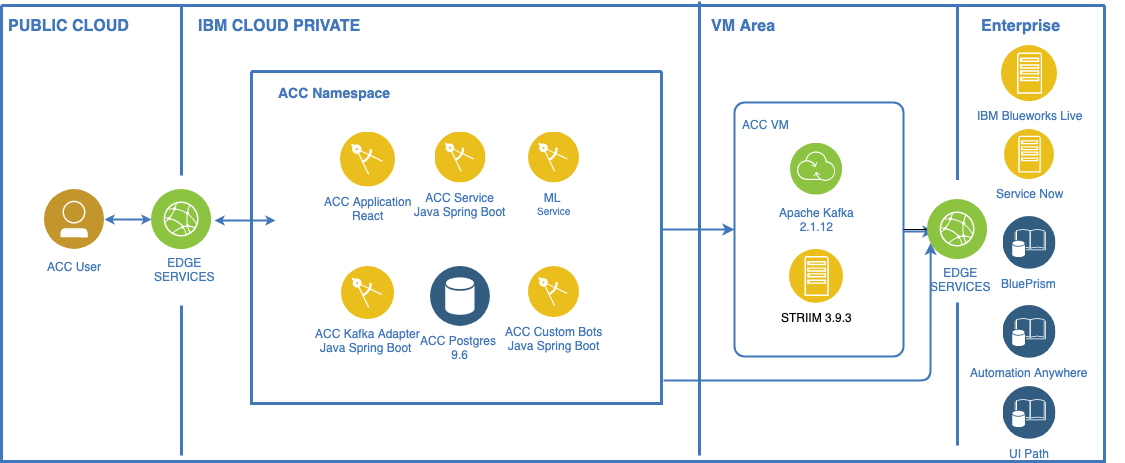 PUBLIC CLOUD
IBM CLOUD PRIVATE
VM Area
Enterprise
ACC Namespace
ACC User
EDGE
SERVICES
ACC Application
React
ACC Service
Java Spring Boot
ML
Service
ACC Kafka Adapter
Java Spring Boot
ACC Postgres
9.6
ACC Custom Bots
Java Spring Boot
ACC VM
Apache Kafka
2.1.12
STRIIM 3.9.3
EDGE
SERVICES
IBM Blueworks Live
Service Now
BluePrism
Automation Anywhere
UI Path